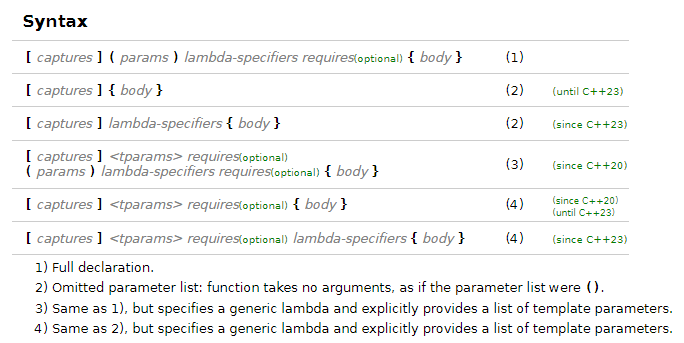 Syntax
[ captures ] ( params ) lambda-specifiers requires(optional) { body } (1)
[ captures ] { body } (2) (until C++23)
[ captures ] lambda-specifiers { body } (2) (since C++23)
[ captures ] <tparams> requires(optional)
( params ) lambda-specifiers requires(optional) { body } (3) (since C++20)
[ captures ] <tparams> requires(optional) { body } (4) (since C++20)
(until C++23)
[ captures ] <tparams> requires(optional) lambda-specifiers { body } (4) (since C++23)
1) Full declaration.
2) Omitted parameter list: function takes no arguments, as if the parameter list were ().
3) Same as 1), but specifies a generic lambda and explicitly provides a list of template parameters.
4) Same as 2), but specifies a generic lambda and explicitly provides a list of template parameters.